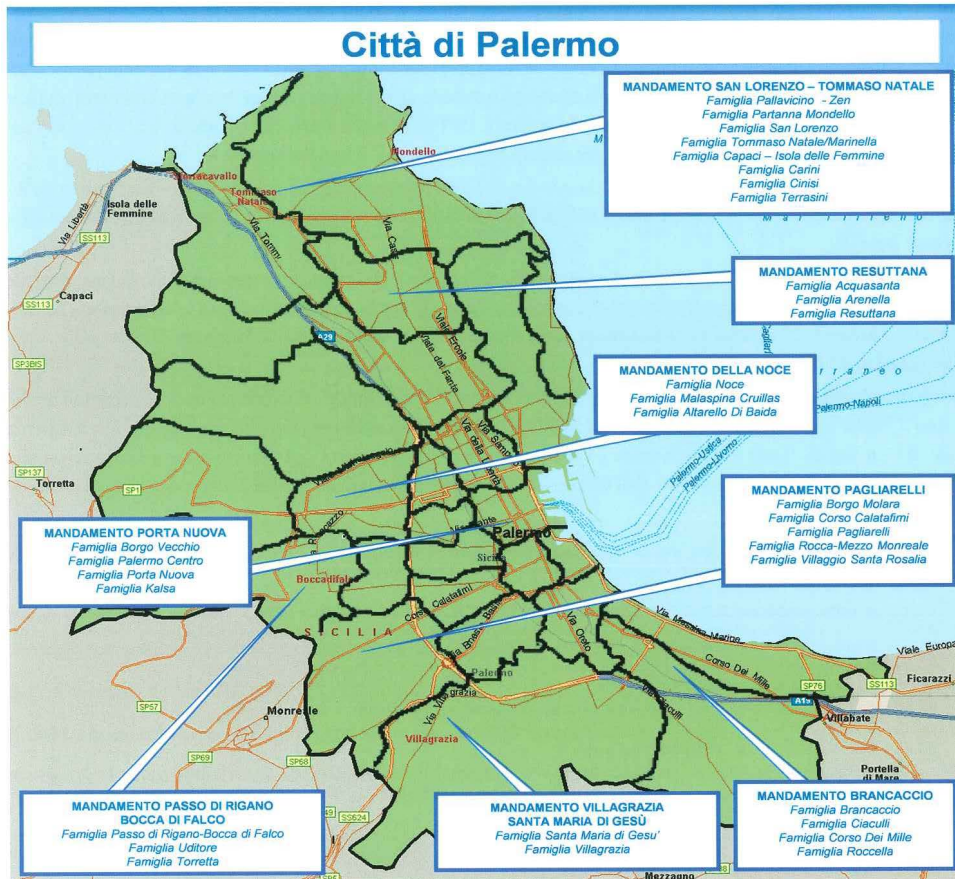 Città di Palermo
MANDAMENTO SAN LORENZO – TOMMASO NATALE
Famiglia Pallavicino - Zen
Famiglia Partanna Mondello
Famiglia San Lorenzo
Famiglia Tommaso Natale/Marinella
Famiglia Capaci – Isola delle Femmine
Famiglia Carini
Famiglia Cinisi
Famiglia Terrasini
MANDAMENTO RESUTTANA
Famiglia Acquasanta
Famiglia Arenella
Famiglia Resuttana
MANDAMENTO DELLA NOCE
Famiglia Noce
Famiglia Malaspina Cruillas
Famiglia Altarello Di Baida
MANDAMENTO PAGLIARELLI
Famiglia Borgo Molara
Famiglia Corso Calatafimi
Famiglia Pagliarelli
Famiglia Rocca-Mezzo Monreale
Famiglia Villaggio Santa Rosalia
MANDAMENTO PORTA NUOVA
Famiglia Borgo Vecchio
Famiglia Palermo Centro
Famiglia Porta Nuova
Famiglia Kalsa
MANDAMENTO PASSO DI RIGANO
BOCCA DI FALCO
Famiglia Passo di Rigano-Bocca di Falco
Famiglia Uditore
Famiglia Torretta
MANDAMENTO VILLAGRAZIA
SANTA MARIA DI GESÙ
Famiglia Santa Maria di Gesu'
Famiglia Villagrazia
MANDAMENTO BRANCACCIO
Famiglia Brancaccio
Famiglia Ciaculli
Famiglia Corso Dei Mille
Famiglia Roccella
Mondello
Tommaso
Isola delle
Femmine
Via Libertà
SS113
SS113
Capaci
Via Tommy
A29
SP3BIS
Viale Ercole
Viale del Fante
Palermo-Napoli
Palermo-Ustica
Palermo-Livorno
SP137
Torretta
SP1
Palermo
Boccadifalco
Corso Calatafimi
SICILIA
Palermo
Via Oreto
Via Messina Marine
Corso Dei Mille
Viale Europa
SP76
SS113
Ficarazzi
A19
Villabate
SP57
Monreale
SP69
SP68
Villagrazia
Portella
di Mare
SS624
Mezzagno